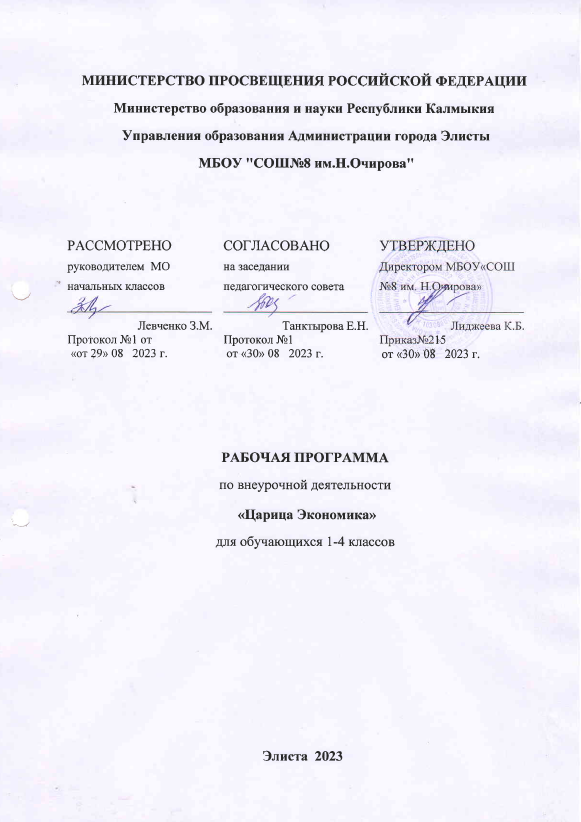 МИНИСТЕРСТВО ПРОСВЕЩЕНИЯ РОССИЙСКОЙ ФЕДЕРАЦИИ
Министерство образования и науки Республики Калмыкия
Управления образования Администрации города Элисты
МБОУ "СОШ№8 им.Н.Очирова"
РАССМОТРЕНО
руководителем МО
начальных классов
Левченко З.М.
Протокол №1 от
«от 29» 08 2023 г.
СОГЛАСОВАНО
на заседании
педагогического совета
Танктырова Е.Н.
Протокол №1
от «30» 08 2023 г.
УТВЕРЖДЕНО
Директором МБОУ«СОШ
№8 им. Н.Очирова»
Лиджеева К.Б.
Приказ№215
от «30» 08 2023 г.
РАБОЧАЯ ПРОГРАММА
по внеурочной деятельности
«Царица Экономика»
для обучающихся 1-4 классов
Элиста 2023